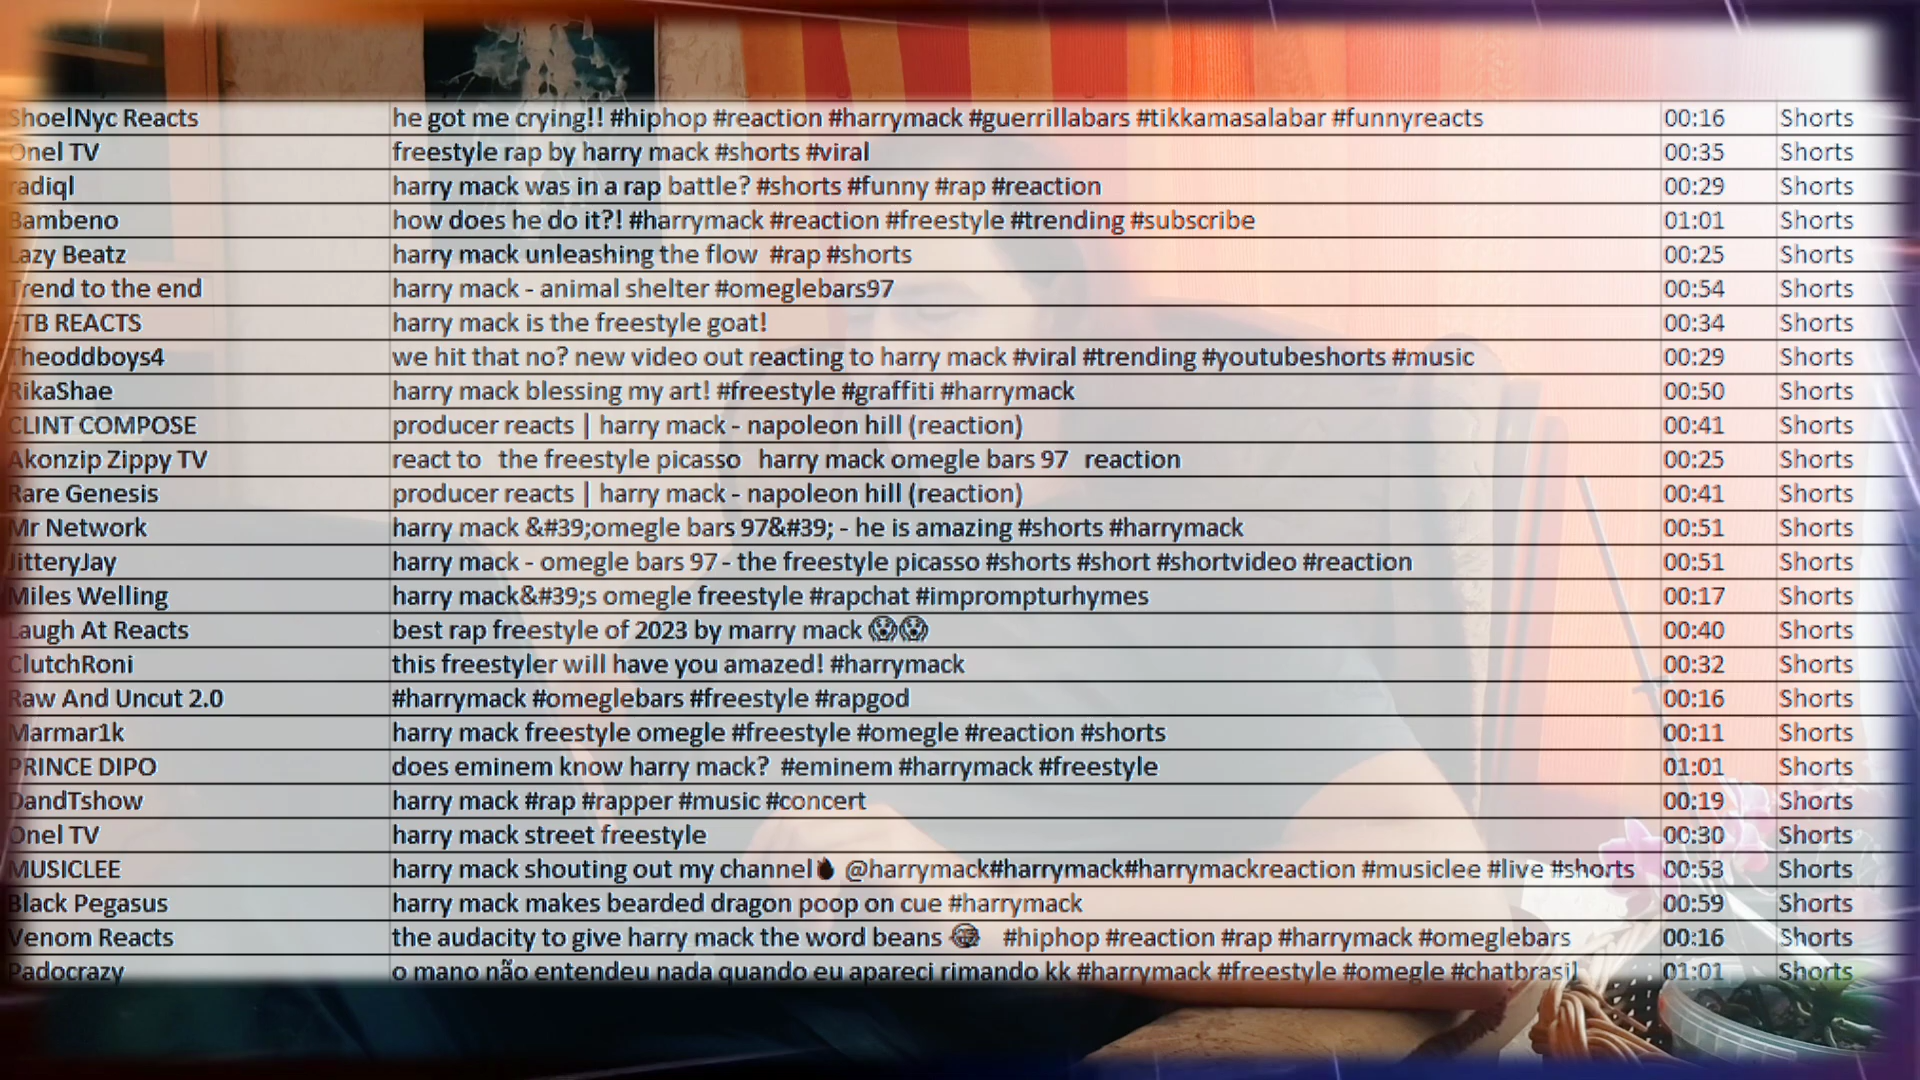 ShoelNyc Reacts he got me crying!! #hiphop #reaction #harrymack #guerrillabars #tikkamasalabar #funnyreacts 00:16 Shorts
Onel TV freestyle rap by harry mack #shorts #viral 00:35 Shorts
radiql harry mack was in a rap battle? #shorts #funny #rap #reaction 00:29 Shorts
Bambeno how does he do it?! #harrymack #reaction #freestyle #trending #subscribe 01:01 Shorts
Lazy Beatz harry mack unleashing the flow #rap #shorts 00:25 Shorts
Trend to the end harry mack - animal shelter #omeglebars97 00:54 Shorts
FTB REACTS harry mack is the freestyle goat! 00:34 Shorts
Theoddboys4 we hit that no? new video out reacting to harry mack #viral #trending #youtubeshorts #music 00:29 Shorts
RikaShae harry mack blessing my art! #freestyle #graffiti #harrymack 00:50 Shorts
CLINT COMPOSE producer reacts | harry mack - napoleon hill (reaction) 00:41 Shorts
Akonzip Zippy TV react to the freestyle picasso harry mack omegle bars 97 reaction 00:25 Shorts
Rare Genesis producer reacts | harry mack - napoleon hill (reaction) 00:41 Shorts
Mr Network harry mack &#39;omegle bars 97&#39; - he is amazing #shorts #harrymack 00:51 Shorts
JitteryJay harry mack - omegle bars 97 - the freestyle picasso #shorts #short #shortvideo #reaction 00:51 Shorts
Miles Welling harry mack&#39;s omegle freestyle #rapchat #imprompturhymes 00:17 Shorts
Laugh At Reacts best rap freestyle of 2023 by marry mack 😱😱 00:40 Shorts
ClutchRoni this freestyler will have you amazed! #harrymack 00:32 Shorts
Raw And Uncut 2.0 #harrymack #omeglebars #freestyle #rapgod 00:16 Shorts
Marmar1k harry mack freestyle omegle #freestyle #omegle #reaction #shorts 00:11 Shorts
PRINCE DIPO does eminem know harry mack? #eminem #harrymack #freestyle 01:01 Shorts
DandTshow harry mack #rap #rapper #music #concert 00:19 Shorts
Onel TV harry mack street freestyle 00:30 Shorts
MUSICLEE harry mack shouting out my channel @harrymack#harrymack#harrymackreaction #musiclee #live #shorts 00:53 Shorts
Black Pegasus harry mack makes bearded dragon poop on cue #harrymack 00:59 Shorts
Venom Reacts the audacity to give harry mack the word beans 😂 #hiphop #reaction #rap #harrymack #omeglebars 00:16 Shorts
Padocrazy o mano não entendeu nada quando eu apareci rimando kk #harrymack #freestyle #omegle #chatbrasil 01:01 Shorts